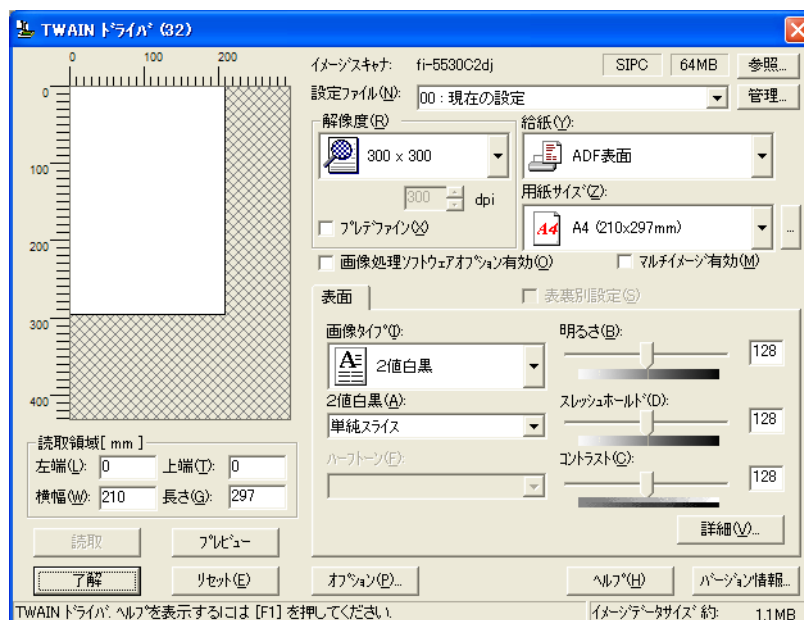 TWAIN ﾄﾞﾗｲﾊﾞ (32)
0 100 200
0
100
200
300
400
ｲﾒｰｼﾞｽｷｬﾅ: fi-5530C2dj SIPC 64MB 参照...
設定ファイル(N): 00 : 現在の設定 管理...
解像度(R)
300 x 300
300 dpi
ﾌﾟﾚﾃﾞﾌｧｲﾝ(X)
給紙(Y):
ADF表面
用紙ｻｲｽﾞ(Z):
A4 A4 (210x297mm) ...
画像処理ｿﾌﾄｳｪｱｵﾌﾟｼｮﾝ有効(O) ﾏﾙﾁｲﾒｰｼﾞ有効(M)
表面 表裏別設定(S)
画像ﾀｲﾌﾟ(I):
2値白黒
2値白黒(A):
単純ｽﾗｲｽ
ﾊｰﾌﾄｰﾝ(F):
明るさ(B):
128
ｽﾚｯｼｭﾎｰﾙﾄﾞ(D):
128
ｺﾝﾄﾗｽﾄ(C):
128
詳細(V)...
読取領域[ mm ]
左端(L): 0 上端(T): 0
横幅(W): 210 長さ(G): 297
読取 ﾌﾟﾚﾋﾞｭｰ
了解 ﾘｾｯﾄ(E) ｵﾌﾟｼｮﾝ(P)... ﾍﾙﾌﾟ(H) ﾊﾞｰｼﾞｮﾝ情報...
TWAIN ﾄﾞﾗｲﾊﾞ. ﾍﾙﾌﾟを表示するには [F1] を押してください. ｲﾒｰｼﾞﾃﾞｰﾀｻｲｽﾞ 約: 1.1MB